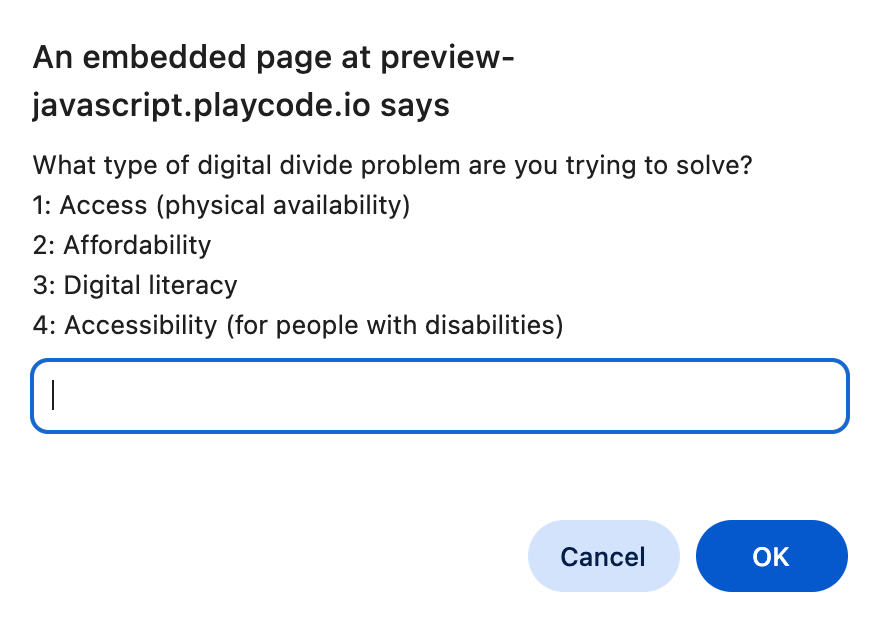 An embedded page at preview-
javascript.playcode.io says
What type of digital divide problem are you trying to solve?
1: Access (physical availability)
2: Affordability
3: Digital literacy
4: Accessibility (for people with disabilities)
Cancel
OK